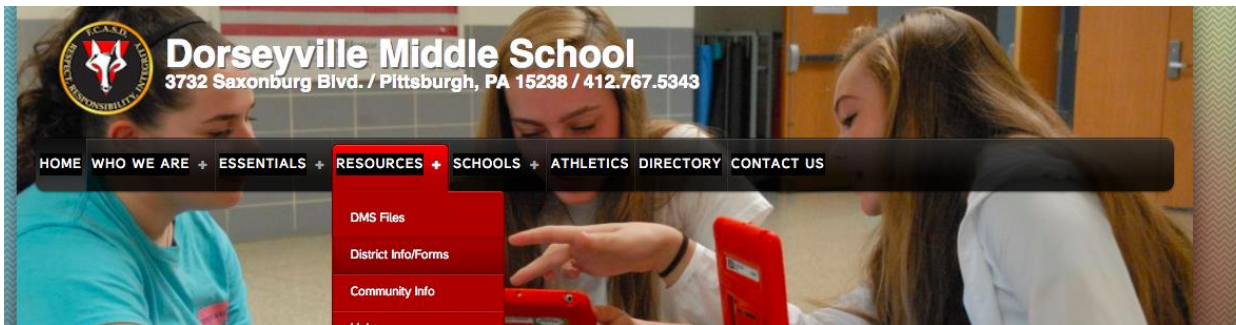 F.C.A.S.D.
RESPECT, RESPONSIBILITY, INTEGRITY
Dorseyville Middle School
3732 Saxonburg Blvd. / Pittsburgh, PA 15238 / 412.767.5343
HOME WHO WE ARE + ESSENTIALS + RESOURCES + SCHOOLS + ATHLETICS DIRECTORY CONTACT US
DMS Files
District Info/Forms
Community Info